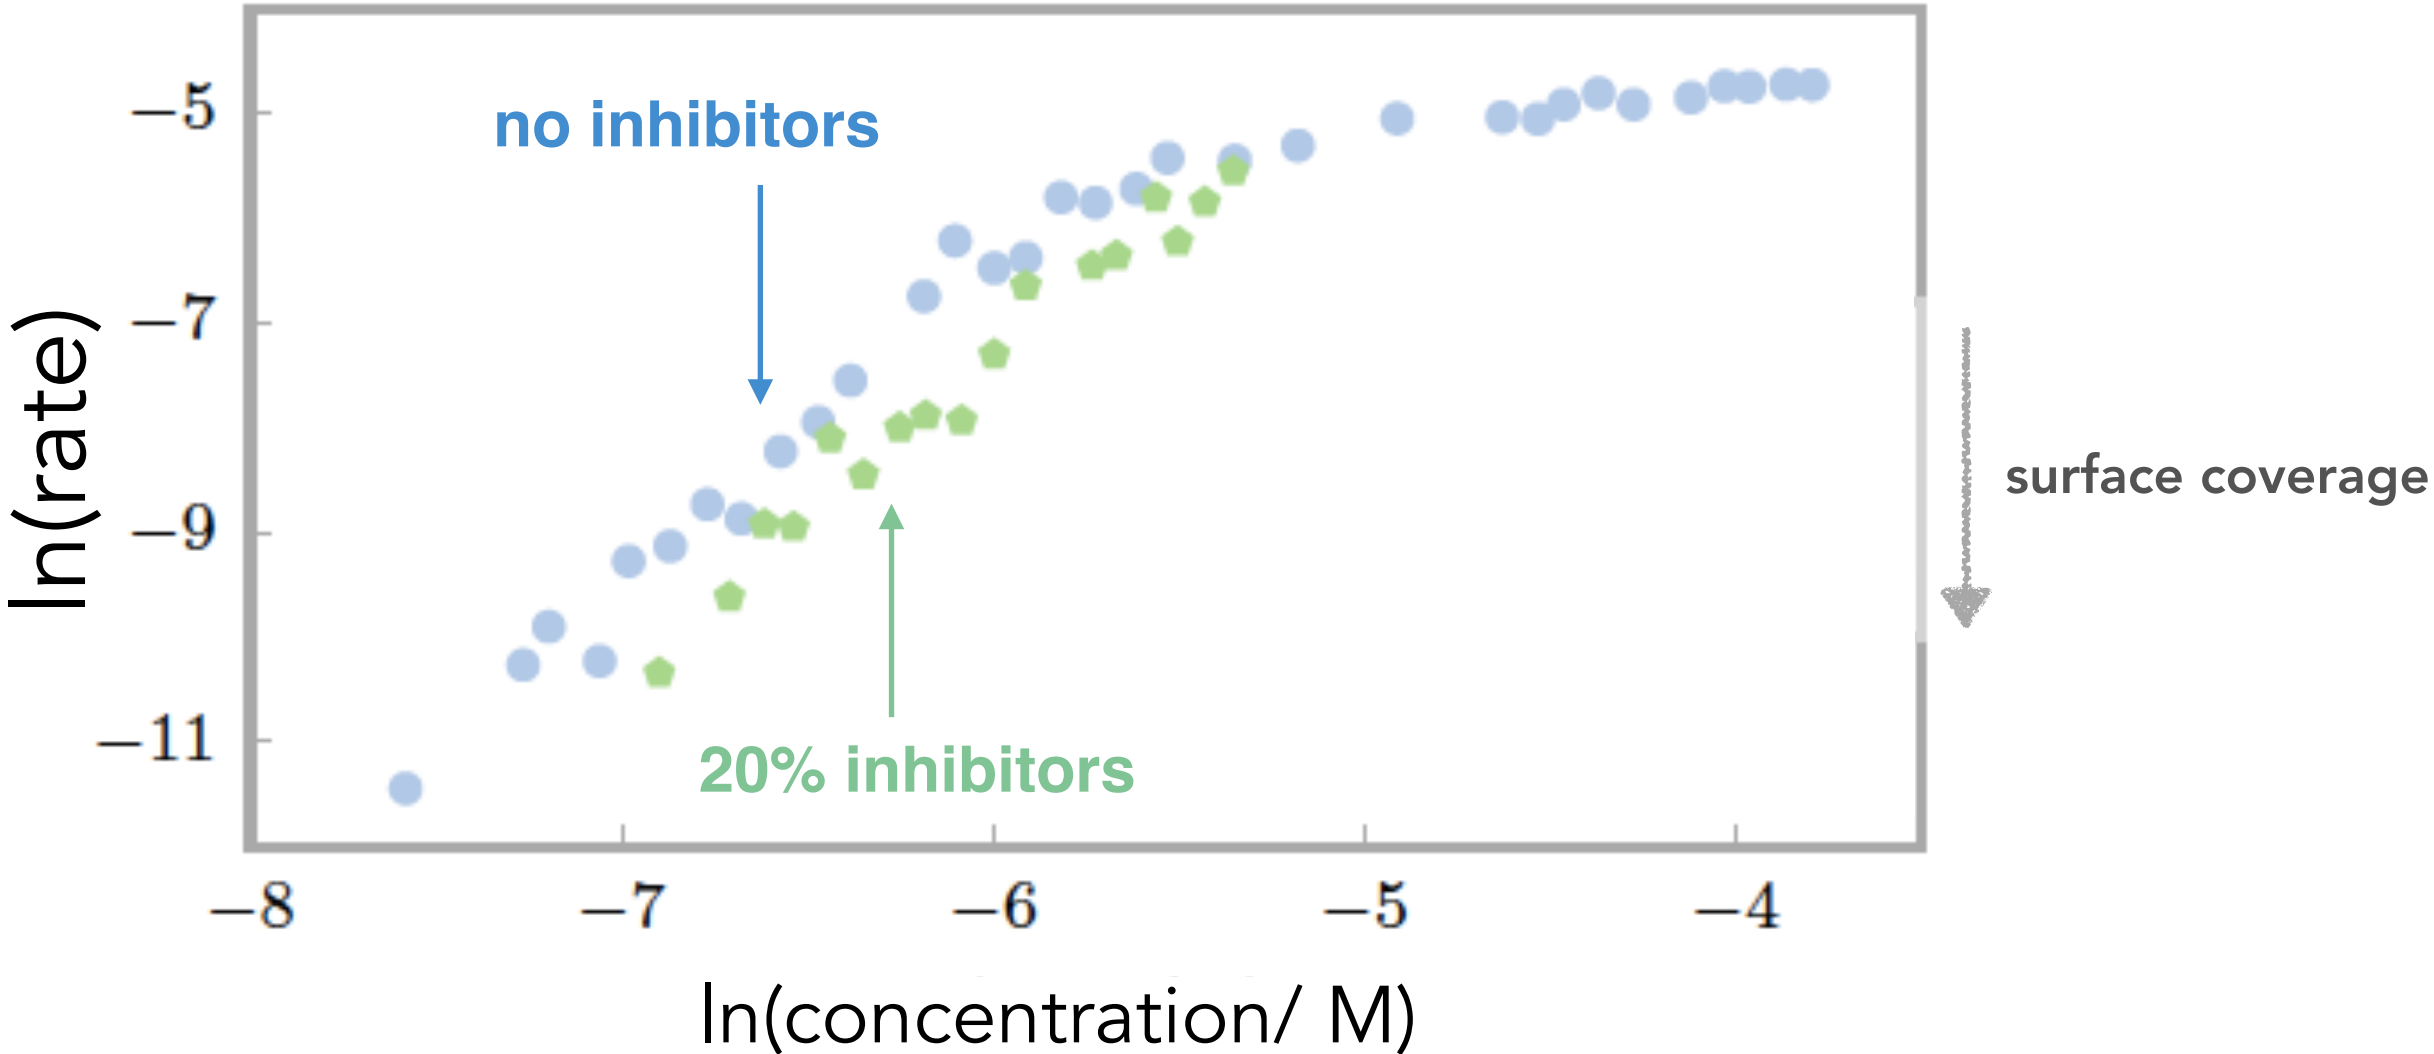 −5
−7
−9
−11
ln(rate)
no inhibitors
20% inhibitors
surface coverage
−8
−7
−6
−5
−4
ln(concentration/ M)